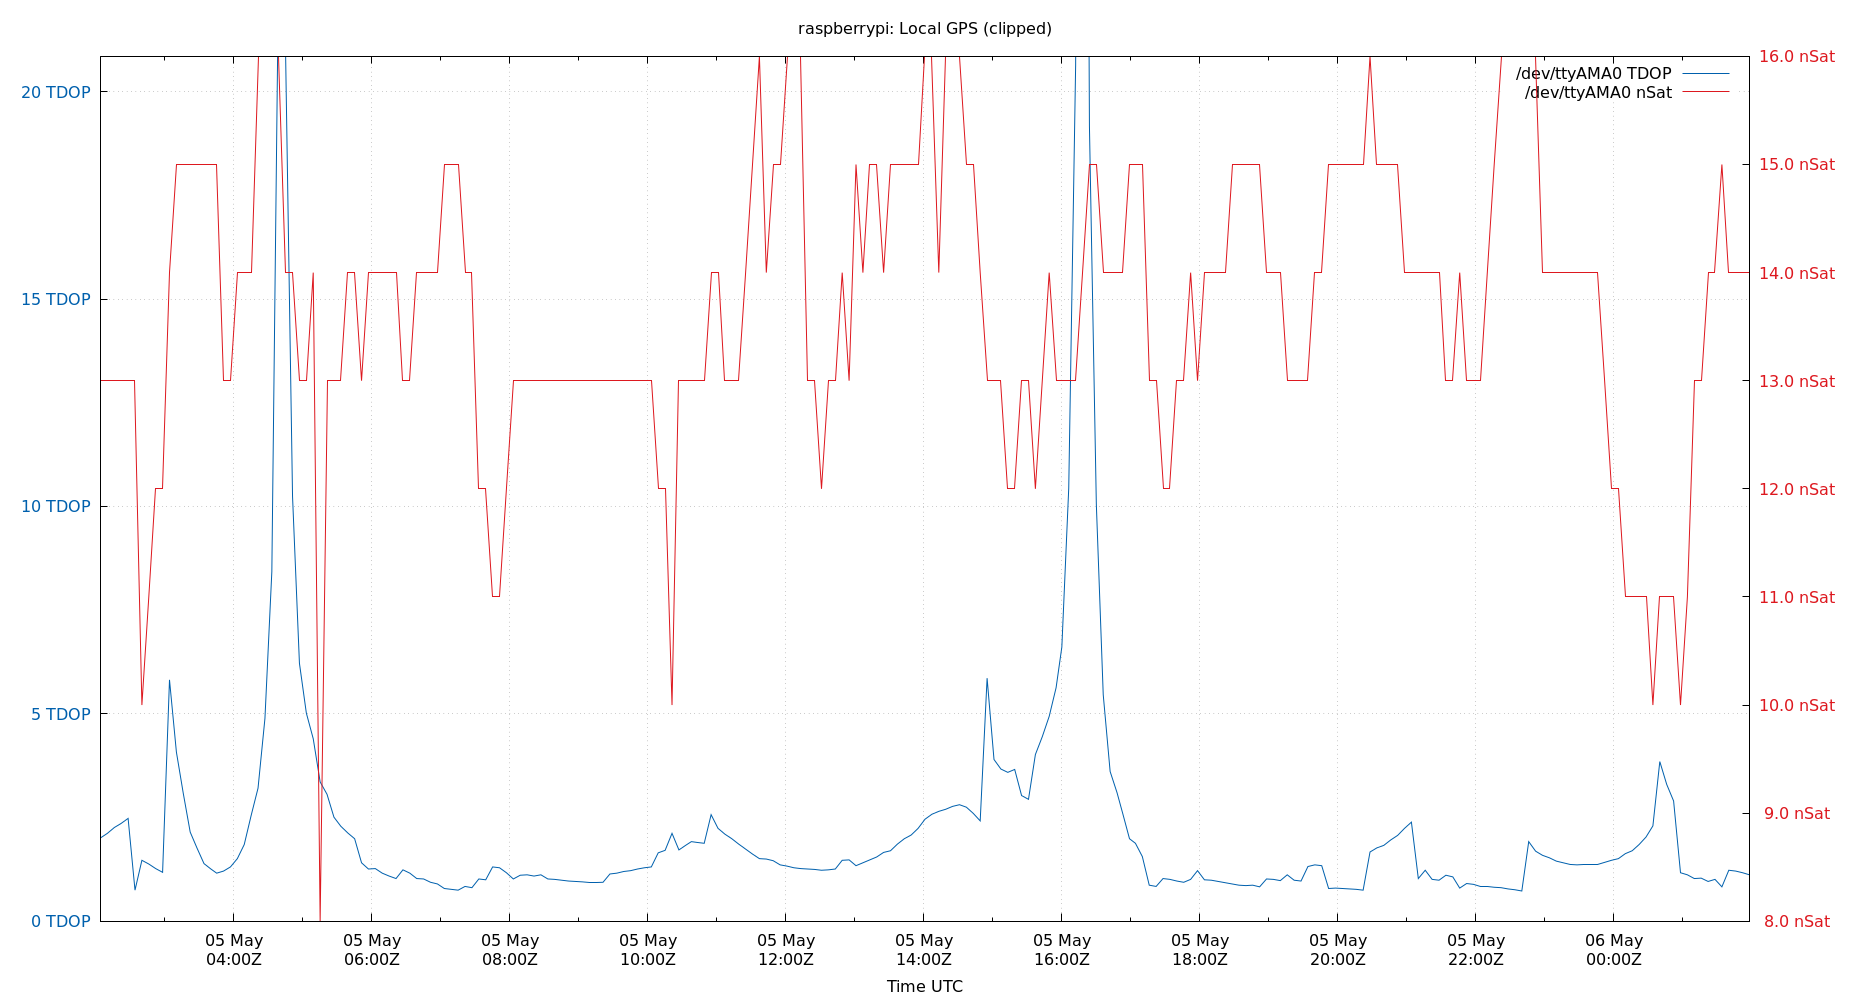 raspberrypi: Local GPS (clipped)
/dev/ttyAMA0 TDOP
/dev/ttyAMA0 nSat
20 TDOP
15 TDOP
10 TDOP
5 TDOP
0 TDOP
16.0 nSat
15.0 nSat
14.0 nSat
13.0 nSat
12.0 nSat
11.0 nSat
10.0 nSat
9.0 nSat
8.0 nSat
05 May 05 May 05 May 05 May 05 May 05 May 05 May 05 May 05 May 05 May 06 May
04:00Z 06:00Z 08:00Z 10:00Z 12:00Z 14:00Z 16:00Z 18:00Z 20:00Z 22:00Z 00:00Z
Time UTC